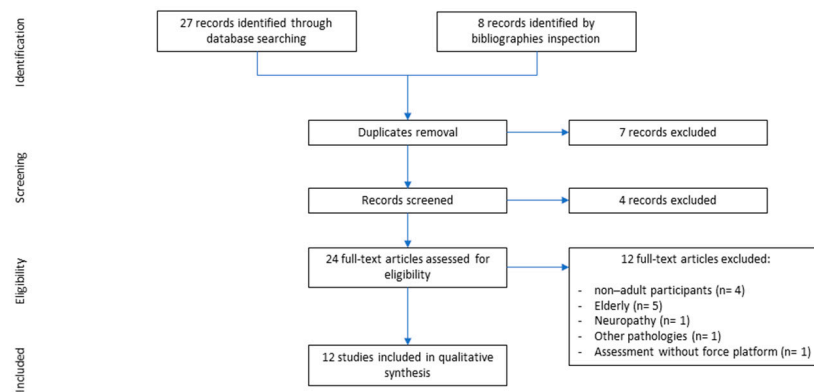 Identification
27 records identified through
database searching
8 records identified by
bibliographies inspection
Screening
Duplicates removal
7 records excluded
Records screened
4 records excluded
Eligibility
24 full-text articles assessed for
eligibility
12 full-text articles excluded:
- non–adult participants (n= 4)
- Elderly (n= 5)
- Neuropathy (n= 1)
- Other pathologies (n= 1)
- Assessment without force platform (n= 1)
Included
12 studies included in qualitative
synthesis